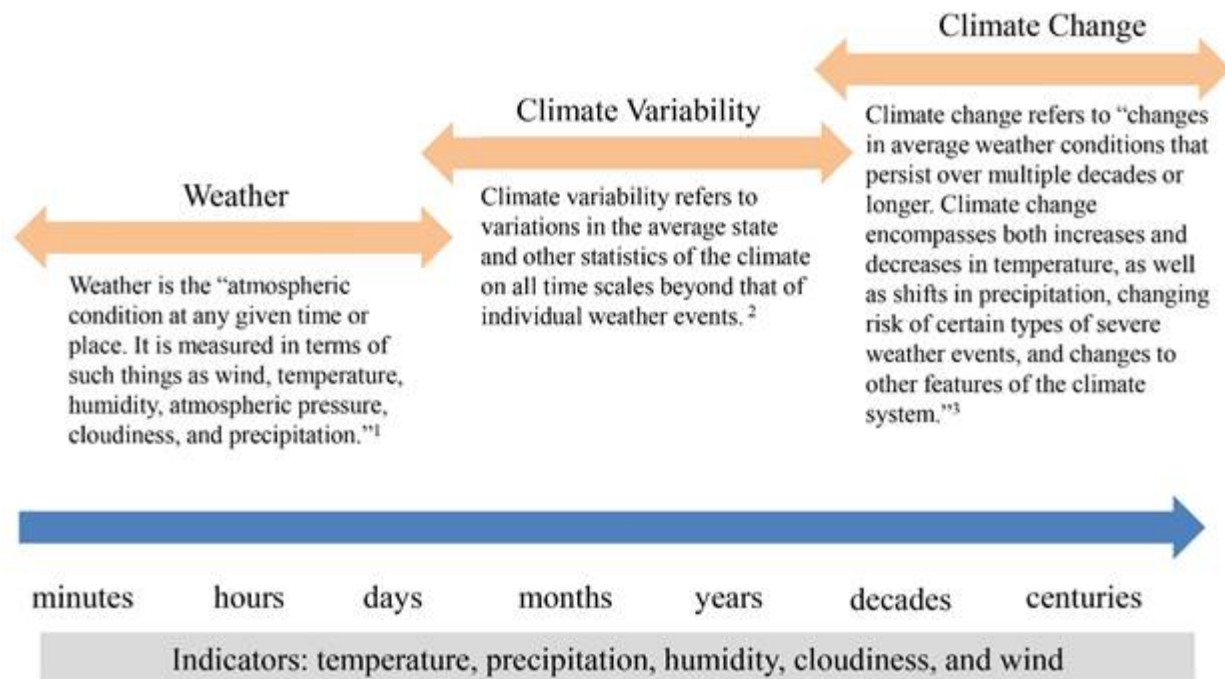 Climate Change
Climate Variability
Weather
Weather is the “atmospheric
condition at any given time or
place. It is measured in terms of
such things as wind, temperature,
humidity, atmospheric pressure,
cloudiness, and precipitation.”1
Climate variability refers to
variations in the average state
and other statistics of the climate
on all time scales beyond that of
individual weather events. 2
Climate change refers to “changes
in average weather conditions that
persist over multiple decades or
longer. Climate change
encompasses both increases and
decreases in temperature, as well
as shifts in precipitation, changing
risk of certain types of severe
weather events, and changes to
other features of the climate
system.”3
minutes hours days months years decades centuries
Indicators: temperature, precipitation, humidity, cloudiness, and wind